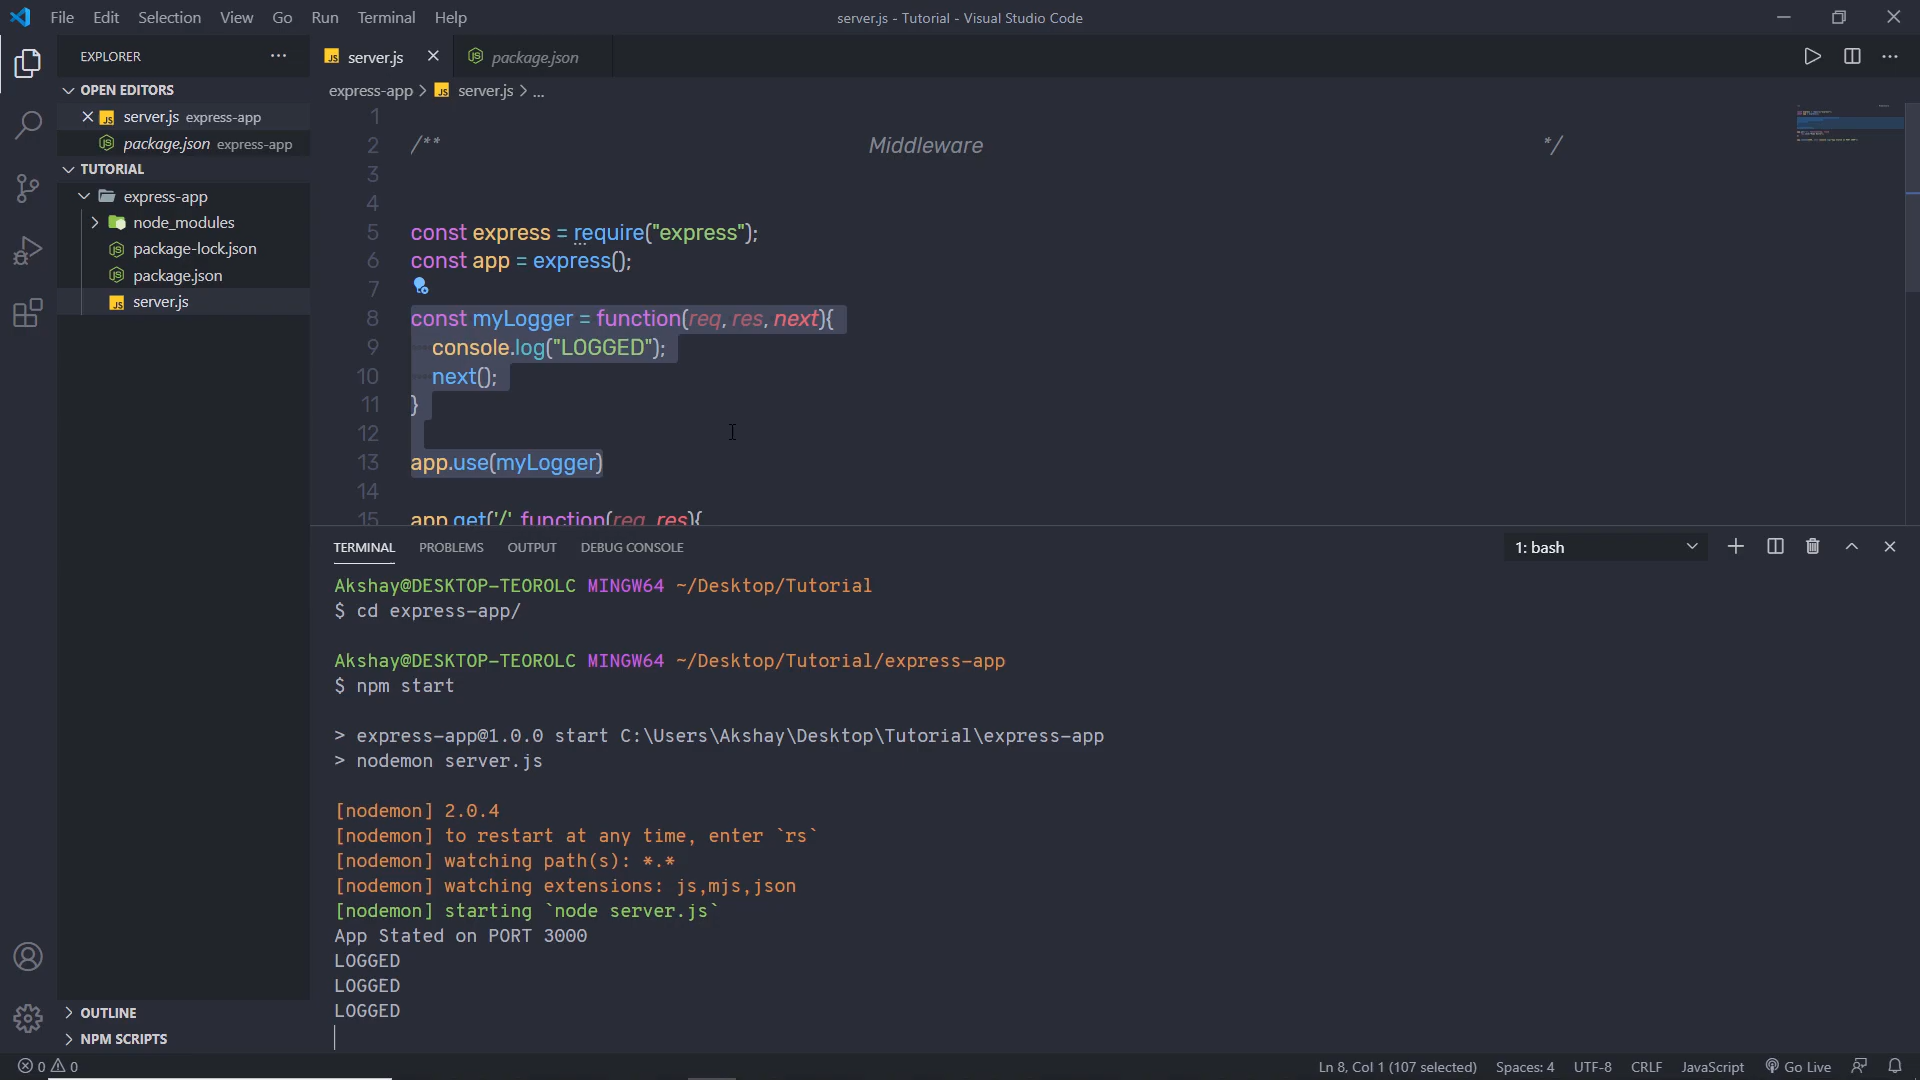 File Edit Selection View Go Run Terminal Help
server.js - Tutorial - Visual Studio Code
EXPLORER
server.js
package.json
OPEN EDITORS
server.js express-app
package.json express-app
TUTORIAL
express-app
node_modules
package-lock.json
package.json
server.js
OUTLINE
NPM SCRIPTS
express-app > server.js > ...
1
2 /** Middleware */
3
4
5 const express = require("express");
6 const app = express();
7
8 const myLogger = function(req, res, next){
9 console.log("LOGGED");
10 next();
11 }
12
13 app.use(myLogger)
14
15 app.get('/', function(req, res){
TERMINAL PROBLEMS OUTPUT DEBUG CONSOLE
1: bash
Akshay@DESKTOP-TEOROLC MINGW64 ~/Desktop/Tutorial
$ cd express-app/
Akshay@DESKTOP-TEOROLC MINGW64 ~/Desktop/Tutorial/express-app
$ npm start
> express-app@1.0.0 start C:\Users\Akshay\Desktop\Tutorial\express-app
> nodemon server.js
[nodemon] 2.0.4
[nodemon] to restart at any time, enter `rs`
[nodemon] watching path(s): *.*
[nodemon] watching extensions: js,mjs,json
[nodemon] starting `node server.js`
App Stated on PORT 3000
LOGGED
LOGGED
LOGGED
0 0
Ln 8, Col 1 (107 selected) Spaces: 4 UTF-8 CRLF JavaScript Go Live